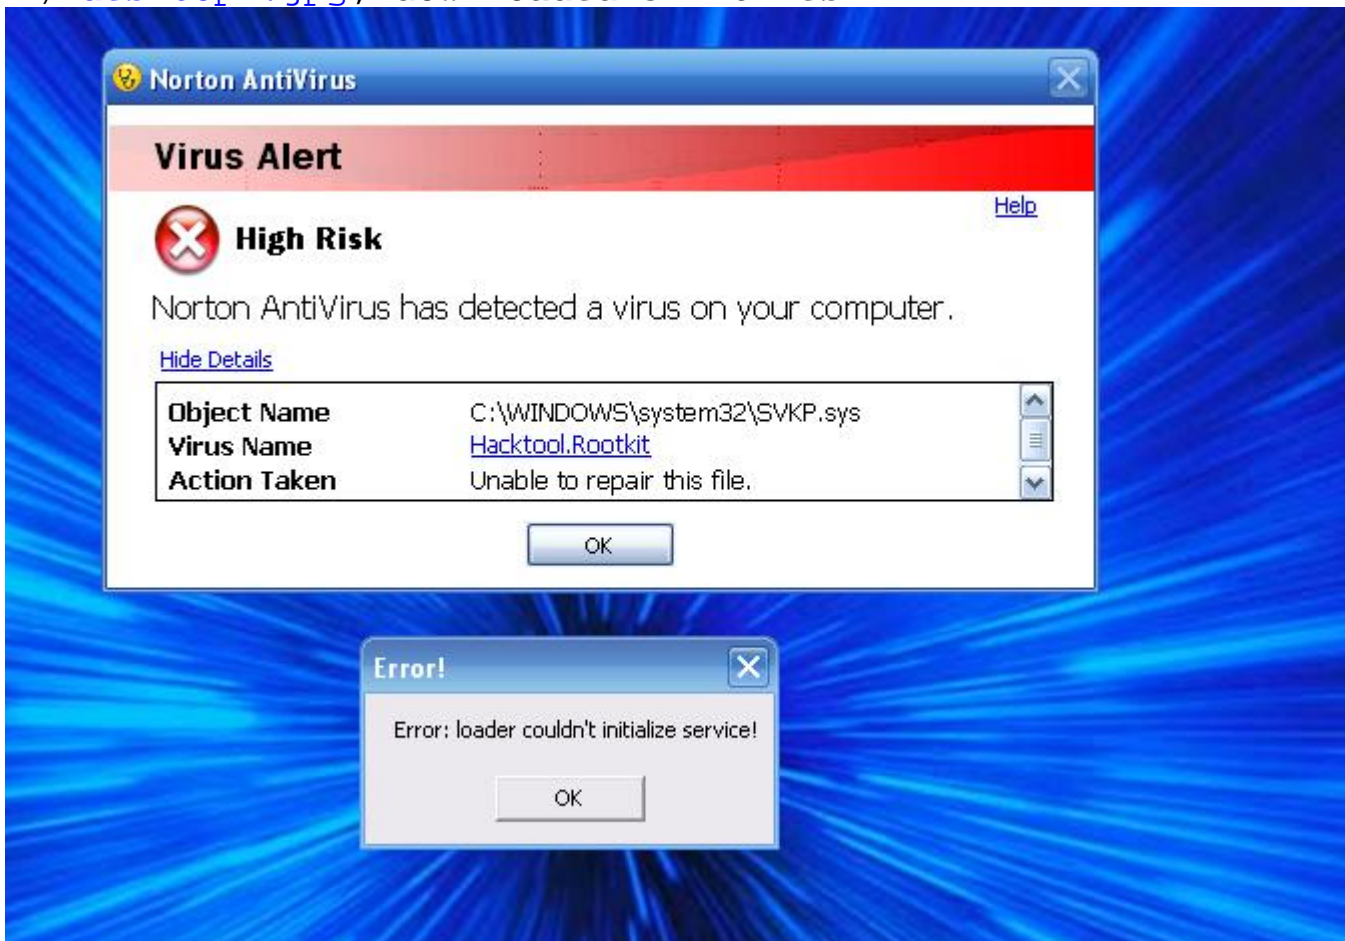 Norton AntiVirus
Virus Alert
Help
High Risk
Norton AntiVirus has detected a virus on your computer.
Hide Details
Object Name C:\WINDOWS\system32\SVKP.sys
Virus Name Hacktool.Rootkit
Action Taken Unable to repair this file.
OK
Error!
Error: loader couldn't initialize service!
OK